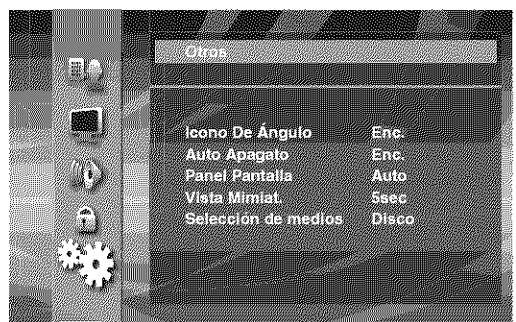 Otros
Icono De Ángulo Enc.
Auto Apagato Enc.
Panel Pantalla Auto
Vista Mimiat. 5sec
Selección de medios Disco